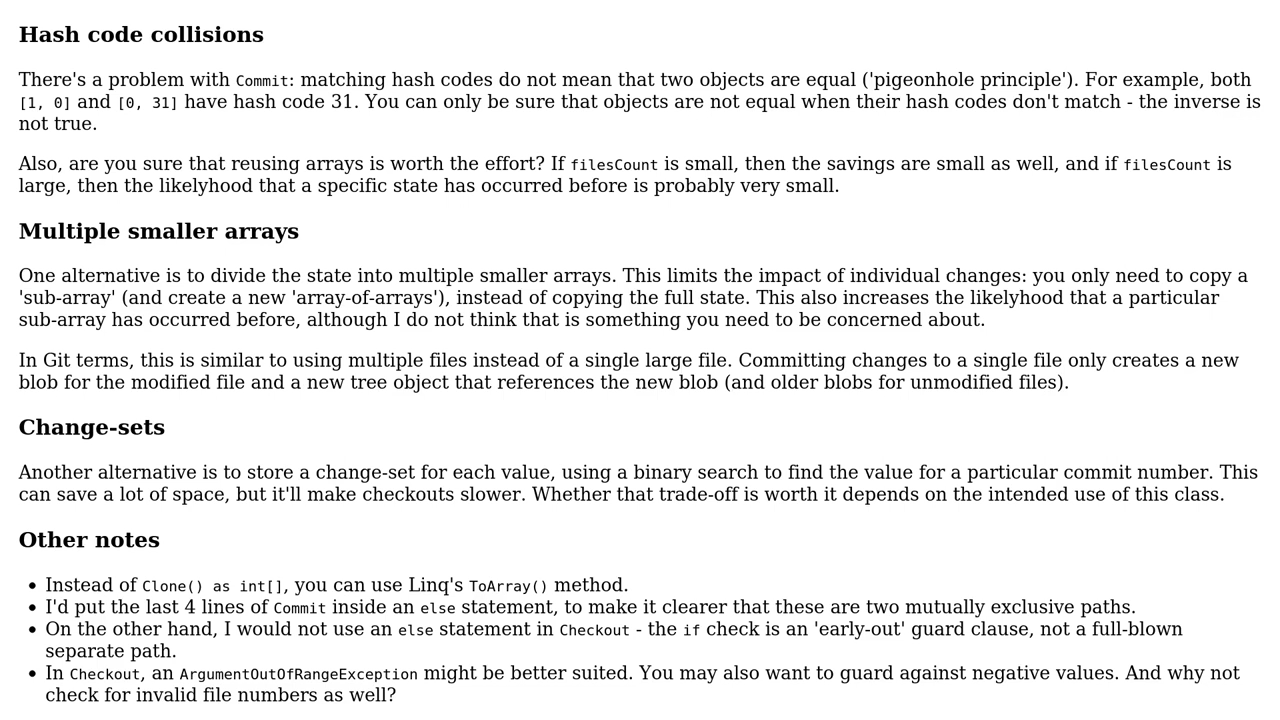 Hash code collisions
There's a problem with Commit: matching hash codes do not mean that two objects are equal ('pigeonhole principle'). For example, both
[1, 0] and [0, 31] have hash code 31. You can only be sure that objects are not equal when their hash codes don't match - the inverse is
not true.
Also, are you sure that reusing arrays is worth the effort? If filesCount is small, then the savings are small as well, and if filesCount is
large, then the likelyhood that a specific state has occurred before is probably very small.
Multiple smaller arrays
One alternative is to divide the state into multiple smaller arrays. This limits the impact of individual changes: you only need to copy a
'sub-array' (and create a new 'array-of-arrays'), instead of copying the full state. This also increases the likelyhood that a particular
sub-array has occurred before, although I do not think that is something you need to be concerned about.
In Git terms, this is similar to using multiple files instead of a single large file. Committing changes to a single file only creates a new
blob for the modified file and a new tree object that references the new blob (and older blobs for unmodified files).
Change-sets
Another alternative is to store a change-set for each value, using a binary search to find the value for a particular commit number. This
can save a lot of space, but it'll make checkouts slower. Whether that trade-off is worth it depends on the intended use of this class.
Other notes
• Instead of Clone() as int[], you can use Linq's ToArray() method.
• I'd put the last 4 lines of Commit inside an else statement, to make it clearer that these are two mutually exclusive paths.
• On the other hand, I would not use an else statement in Checkout - the if check is an 'early-out' guard clause, not a full-blown
separate path.
• In Checkout, an ArgumentOutOfRangeException might be better suited. You may also want to guard against negative values. And why not
check for invalid file numbers as well?